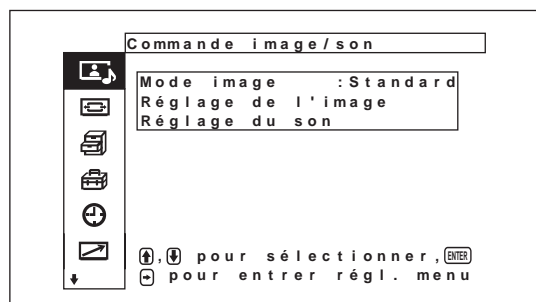 Commande image/son
Mode image :Standard
Réglage de l'image
Réglage du son
, pour sélectionner, ENTER
pour entrer régl. menu